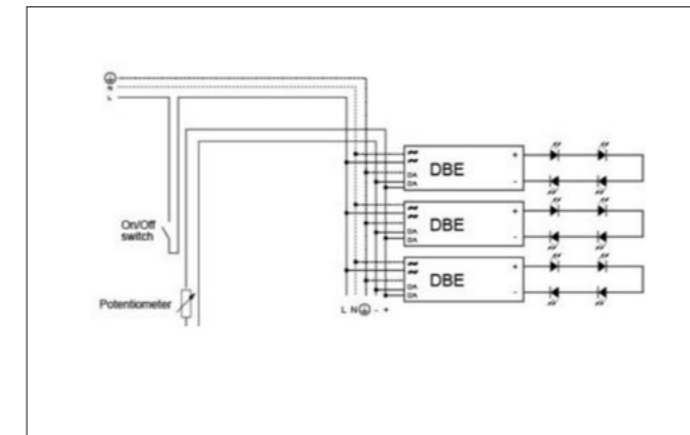 N
L
~
~
DA
DA
DBE
+
-
~
~
DA
DA
DBE
+
-
~
~
DA
DA
DBE
+
-
On/Off
switch
Potentiometer
L N - +